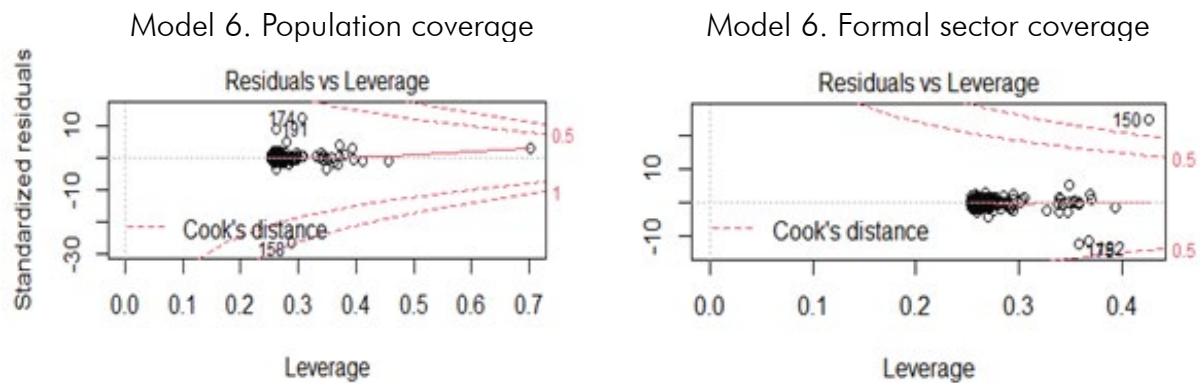 Model 6. Population coverage
Residuals vs Leverage
Standardized residuals
10
-10
-30
174
191
158
0.5
1
Cook's distance
0.0 0.1 0.2 0.3 0.4 0.5 0.6 0.7
Leverage
Model 6. Formal sector coverage
Residuals vs Leverage
10
-10
150
0.5
0.5
Cook's distance
0.0 0.1 0.2 0.3 0.4
Leverage